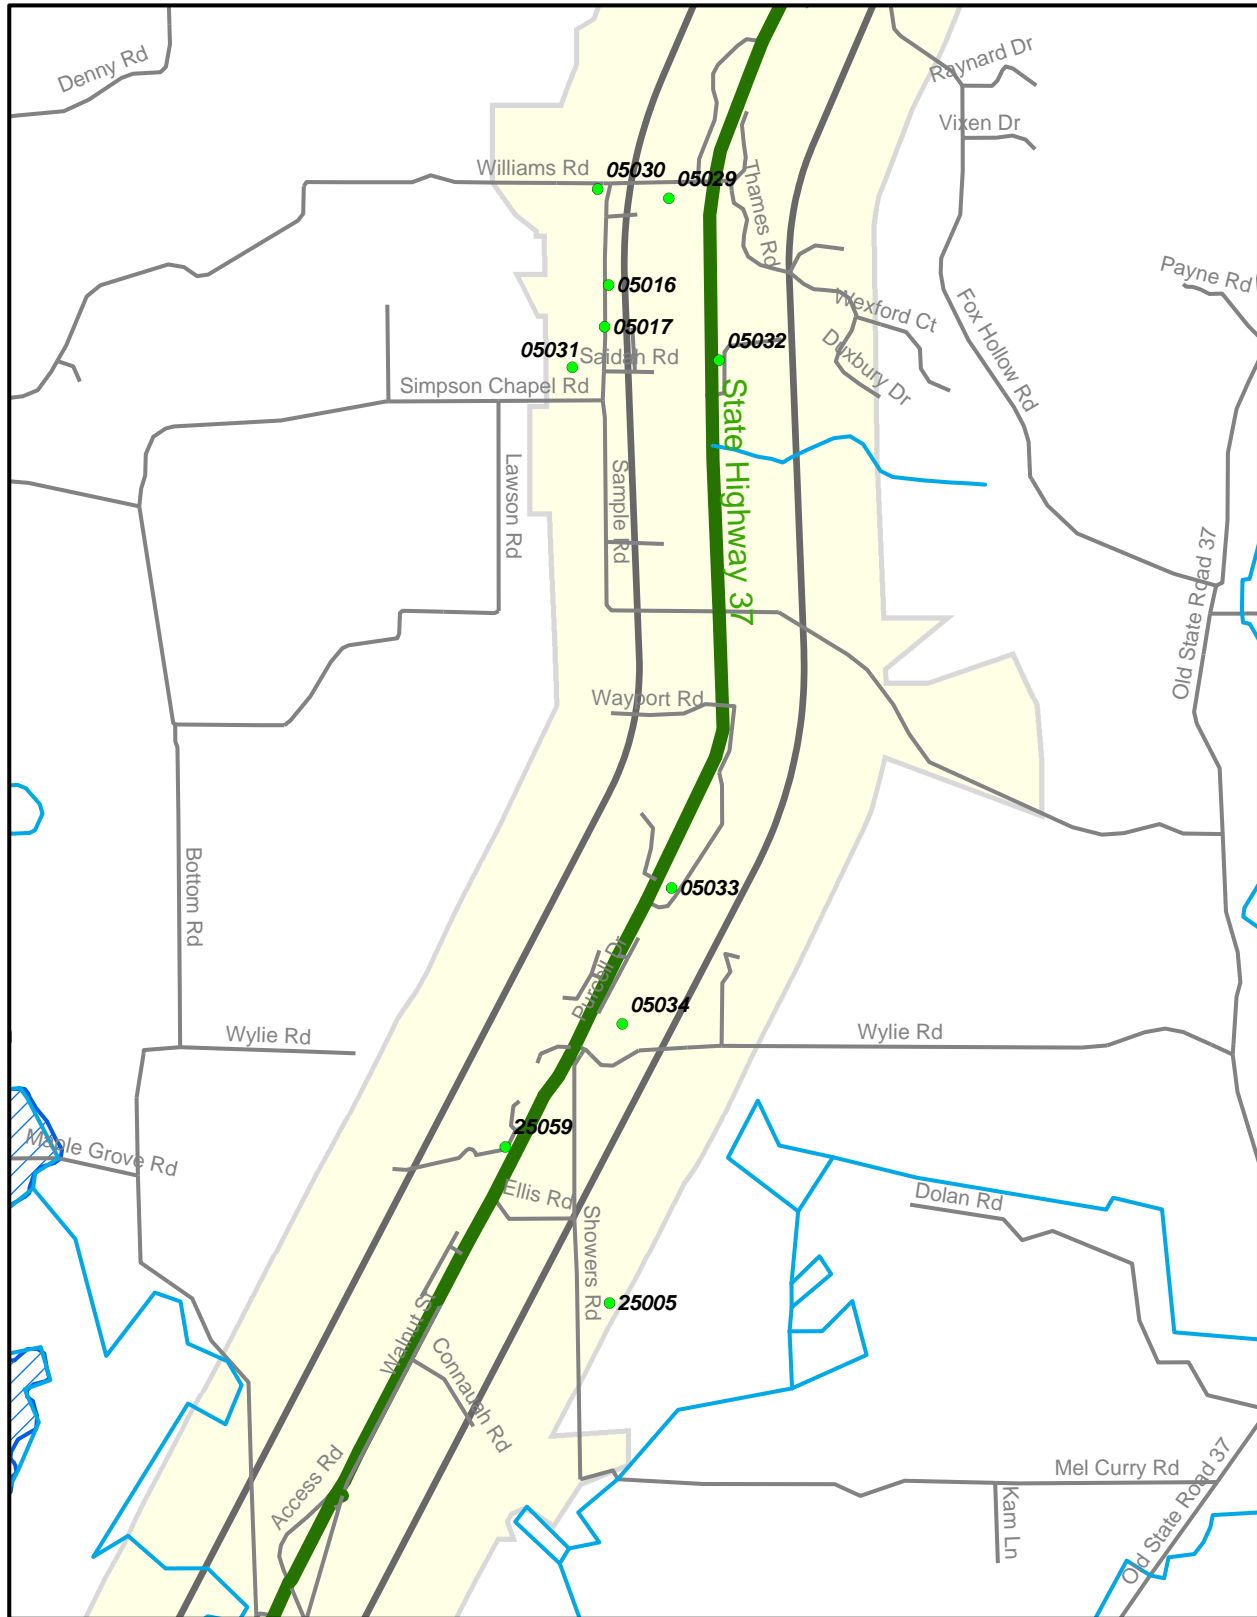 Denny Rd
Raynard Dr
Vixen Dr
Williams Rd
05030
05029
Thames Rd
Payne Rd
05016
Wexford Ct
Fox Hollow Rd
05017
05031
Saidah Rd
05032
Duxbury Dr
Simpson Chapel Rd
State Highway 37
Lawson Rd
Sample Rd
Old State Road 37
Wayport Rd
Bottom Rd
05033
Purcell Dr
05034
Wylie Rd
Wylie Rd
25059
Maple Grove Rd
Ellis Rd
Dolan Rd
Showers Rd
25005
Walnut St
Connaugh Rd
Access Rd
Mel Curry Rd
Old State Road 37
Kam Ln